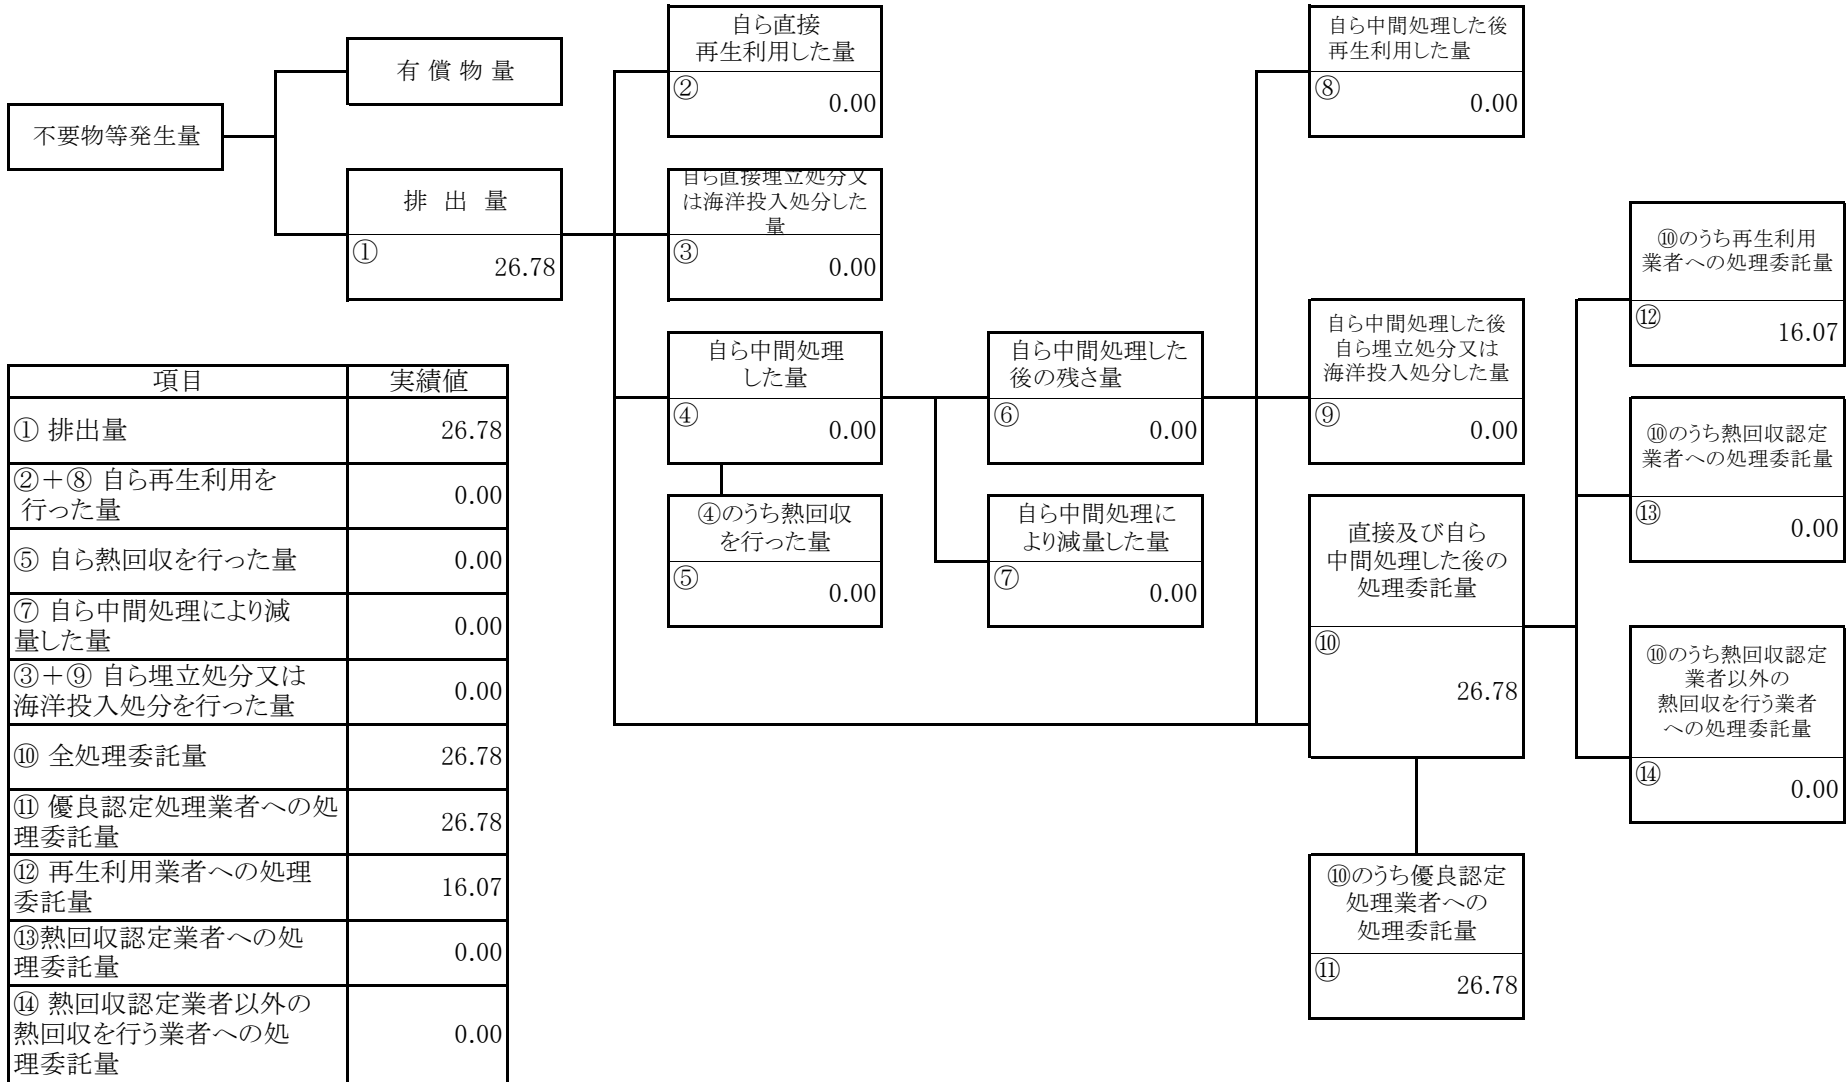 不要物等発生量
有 償 物 量
排 出 量
①
26.78
自ら直接
再生利用した量
②
0.00
自ら直接埋立処分又
は海洋投入処分した
量
③
0.00
自ら中間処理
した量
④
0.00
④のうち熱回収
を行った量
⑤
0.00
自ら中間処理した
後の残さ量
⑥
0.00
自ら中間処理に
より減量した量
⑦
0.00
自ら中間処理した後
再生利用した量
⑧
0.00
自ら中間処理した後
自ら埋立処分又は
海洋投入処分した量
⑨
0.00
直接及び自ら
中間処理した後の
処理委託量
⑩
26.78
⑩のうち優良認定
処理業者への
処理委託量
⑪
26.78
⑩のうち再生利用
業者への処理委託量
⑫
16.07
⑩のうち熱回収認定
業者への処理委託量
⑬
0.00
⑩のうち熱回収認定
業者以外の
熱回収を行う業者
への処理委託量
⑭
0.00
項目 実績値
① 排出量 26.78
②＋⑧ 自ら再生利用を
行った量 0.00
⑤ 自ら熱回収を行った量 0.00
⑦ 自ら中間処理により減
量した量 0.00
③＋⑨ 自ら埋立処分又は
海洋投入処分を行った量 0.00
⑩ 全処理委託量 26.78
⑪ 優良認定処理業者への処
理委託量 26.78
⑫ 再生利用業者への処理
委託量 16.07
⑬熱回収認定業者への処
理委託量 0.00
⑭ 熱回収認定業者以外の
熱回収を行う業者への処
理委託量 0.00